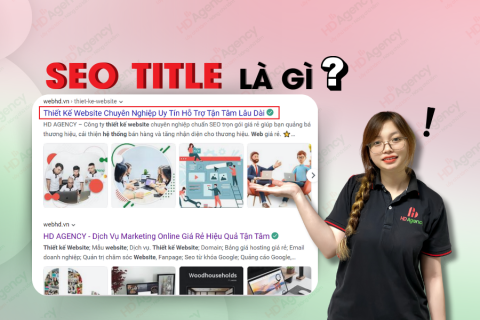 SEO TITLE LÀ GÌ ?
!
webhd.vn › thiet-ke-website
Thiết Kế Website Chuyên Nghiệp Uy Tín Hỗ Trợ Tận Tâm Lâu Dài
HD AGENCY – Công ty thiết kế website chuyên nghiệp chuẩn SEO trọn gói giá rẻ giúp bạn quảng bá
thương hiệu, cải thiện hệ thống bán hàng và tăng nhận diện cho thương hiệu. Web giá rẻ, ...
webhd.vn
HD AGENCY - Dịch Vụ Marketing Online Giá Rẻ Hiệu Quả Tận Tâm
Thiết kế Website; Mẫu website; Dịch vụ. Thiết Kế Website; Domain; Bảng giá hosting giá rẻ; Email
doanh nghiệp; Quản trị chăm sóc Website, Fanpage; Seo từ khóa Google; Quảng cáo Google,...
Woodhouseholds
HD Agency